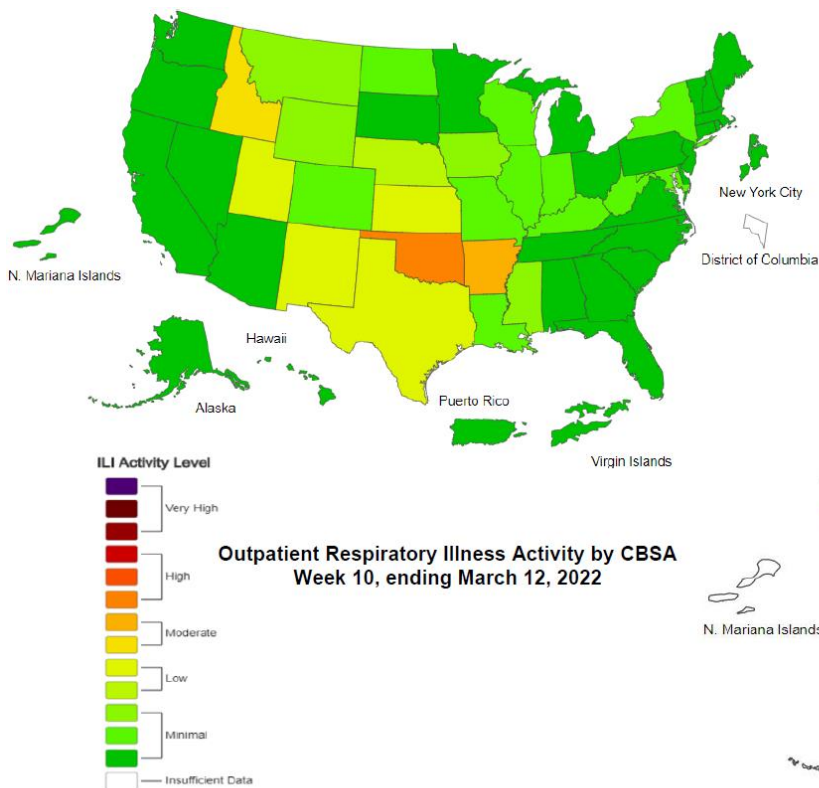 New York City
District of Columbia
N. Mariana Islands
Hawaii
Alaska
Puerto Rico
Virgin Islands
ILI Activity Level
Very High
High
Moderate
Low
Minimal
Insufficient Data
Outpatient Respiratory Illness Activity by CBSA
Week 10, ending March 12, 2022
N. Mariana Islands